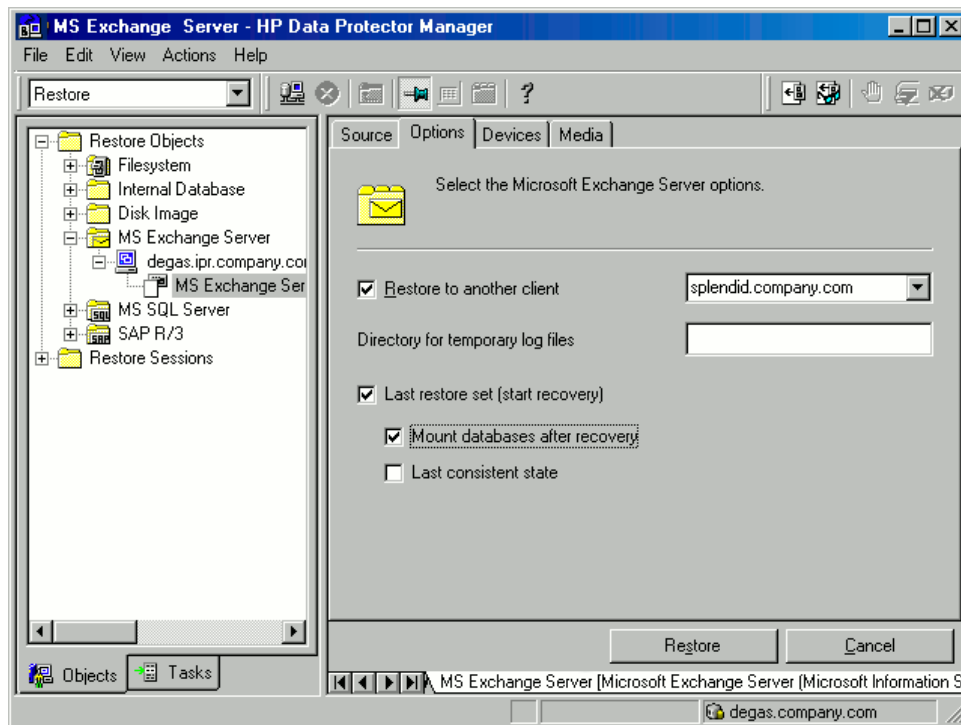 MS Exchange Server - HP Data Protector Manager
File Edit View Actions Help
Restore
Restore Objects
Filesystem
Internal Database
Disk Image
MS Exchange Server
degas.ipr.company.co
MS Exchange Ser
MS SQL Server
SAP R/3
Restore Sessions
Objects Tasks
Source Options Devices Media
Select the Microsoft Exchange Server options.
Restore to another client splendid.company.com
Directory for temporary log files
Last restore set (start recovery)
Mount databases after recovery
Last consistent state
Restore Cancel
MS Exchange Server [Microsoft Exchange Server (Microsoft Information S
degas.company.com